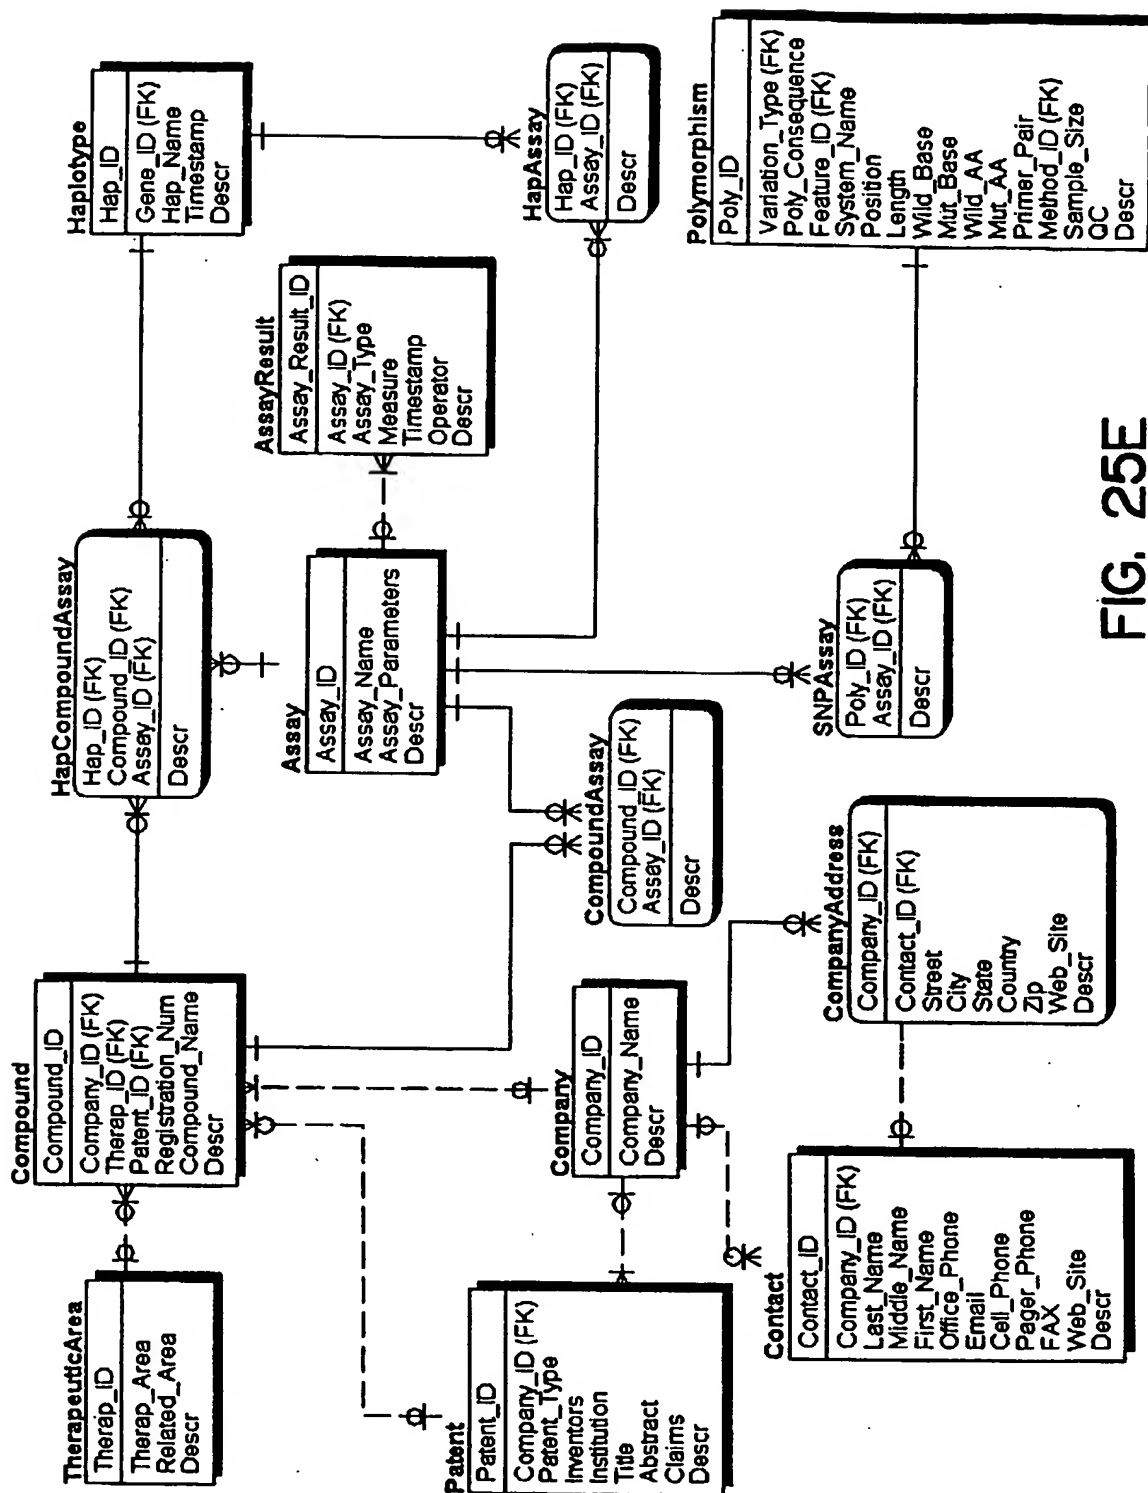 TherapeuticArea
Therap_ID
Therap_Area
Related_Area
Descr
Compound
Compound_ID
Company_ID (FK)
Therap_ID (FK)
Patent_ID (FK)
Registration_Num
Compound_Name
Descr
HapCompoundAssay
Hap_ID (FK)
Compound_ID (FK)
Assay_ID (FK)
Descr
Haplotype
Hap_ID
Gene_ID (FK)
Hap_Name
Timestamp
Descr
Patent
Patent_ID
Company_ID (FK)
Patent_Type
Inventors
Institution
Title
Abstract
Claims
Descr
Company
Company_ID
Company_Name
Descr
Assay
Assay_ID
Assay_Name
Assay_Parameters
Descr
AssayResult
Assay_Result_ID
Assay_ID (FK)
Assay_Type
Measure
Timestamp
Operator
Descr
HapAssay
Hap_ID (FK)
Assay_ID (FK)
Descr
CompoundAssay
Compound_ID (FK)
Assay_ID (FK)
Descr
Contact
Contact_ID
Company_ID (FK)
Last_Name
Middle_Name
First_Name
Office_Phone
Email
Cell_Phone
Pager_Phone
FAX
Web_Site
Descr
CompanyAddress
Company_ID (FK)
Contact_ID (FK)
Street
City
State
Country
Zip
Web_Site
Descr
SNPAssay
Poly_ID (FK)
Assay_ID (FK)
Descr
Polymorphism
Poly_ID
Variation_Type (FK)
Poly_Consequence
Feature_ID (FK)
System_Name
Position
Length
Wild_Base
Mut_Base
Wild_AA
Mut_AA
Primer_Pair
Method_ID (FK)
Sample_Size
QC
Descr
FIG. 25E